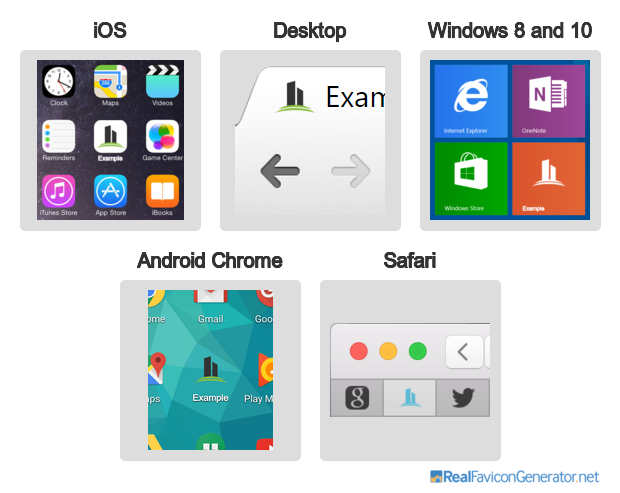 iOS
Desktop
Windows 8 and 10
Clock
Maps
Videos
Reminders
Example
Game Center
iTunes Store
App Store
iBooks
Exam
Internet Explorer
OneNote
Windows Store
Example
Android Chrome
Safari
ome
Gmail
Goo
aps
Example
Play M
RealFaviconGenerator.net